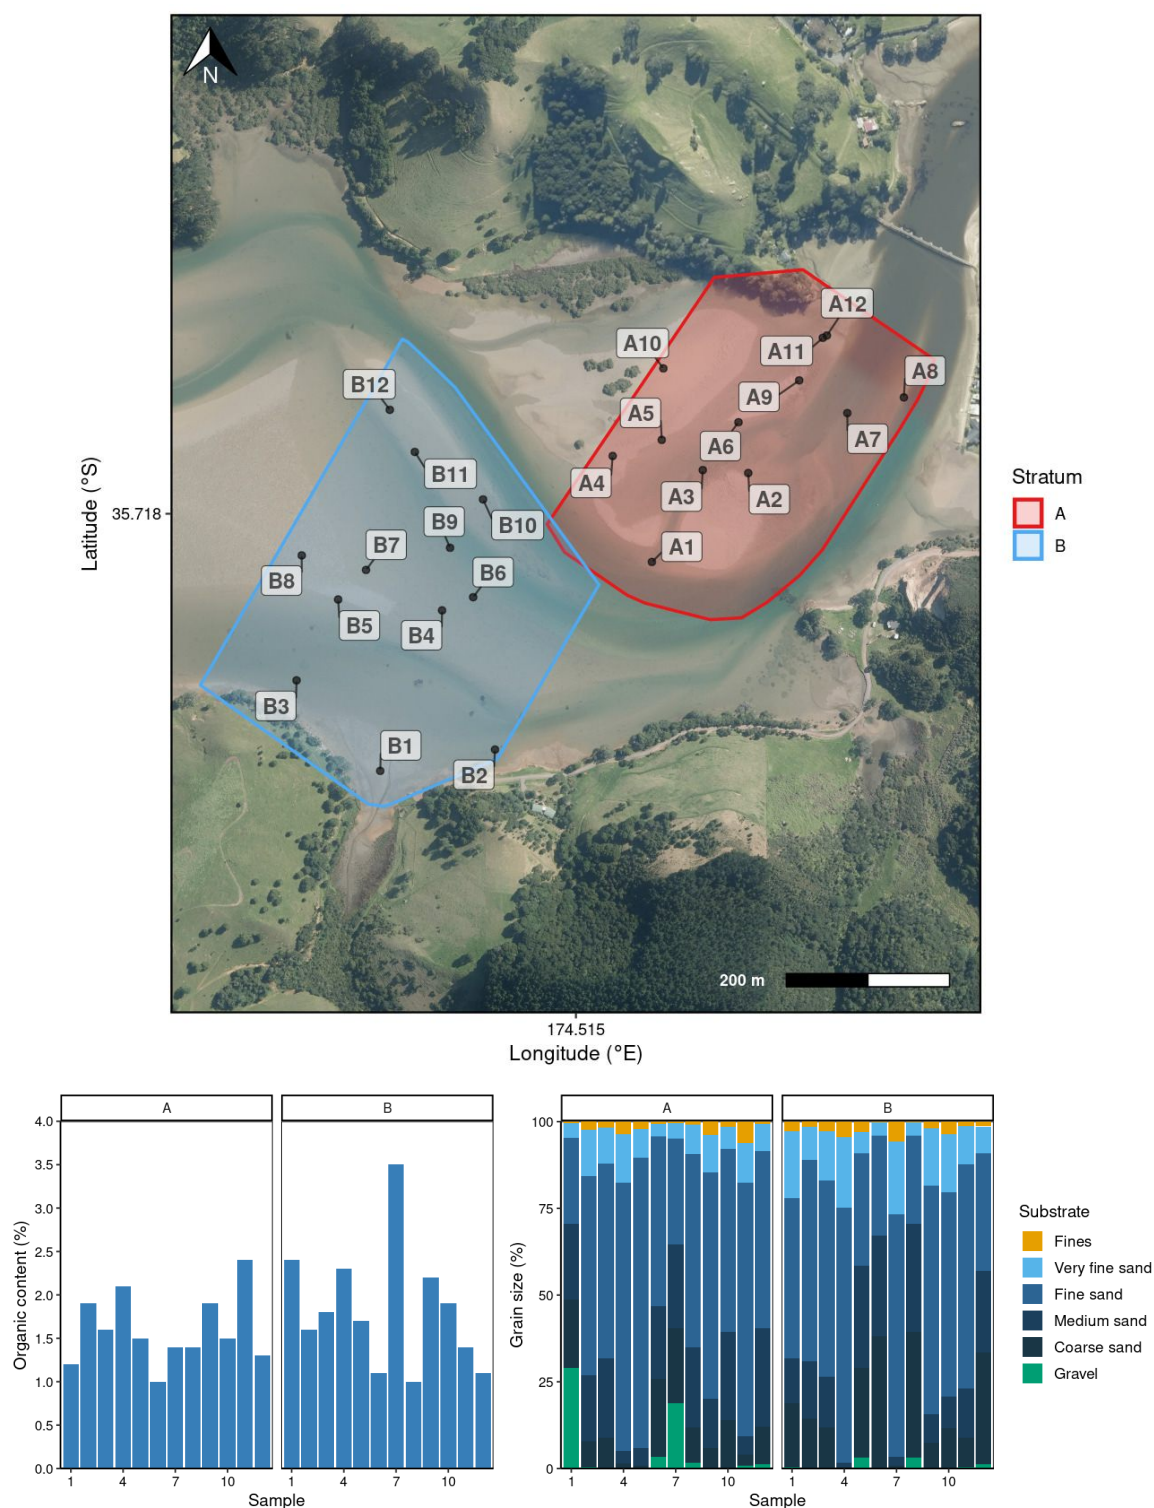 N
A12
A10
A11
A8
B12
A9
A5
A6
A7
B11
A4
A3
A2
B9
B10
35.718
B7
A1
B8
B6
B5
B4
B3
B1
B2
Latitude (°S)
200 m
174.515
Longitude (°E)
Stratum
A
B
A
B
4.0
3.5
3.0
2.5
2.0
1.5
1.0
0.5
0.0
Organic content (%)
1
4
7
10
1
4
7
10
Sample
A
B
100
75
50
25
0
Grain size (%)
1
4
7
10
1
4
7
10
Sample
Substrate
Fines
Very fine sand
Fine sand
Medium sand
Coarse sand
Gravel